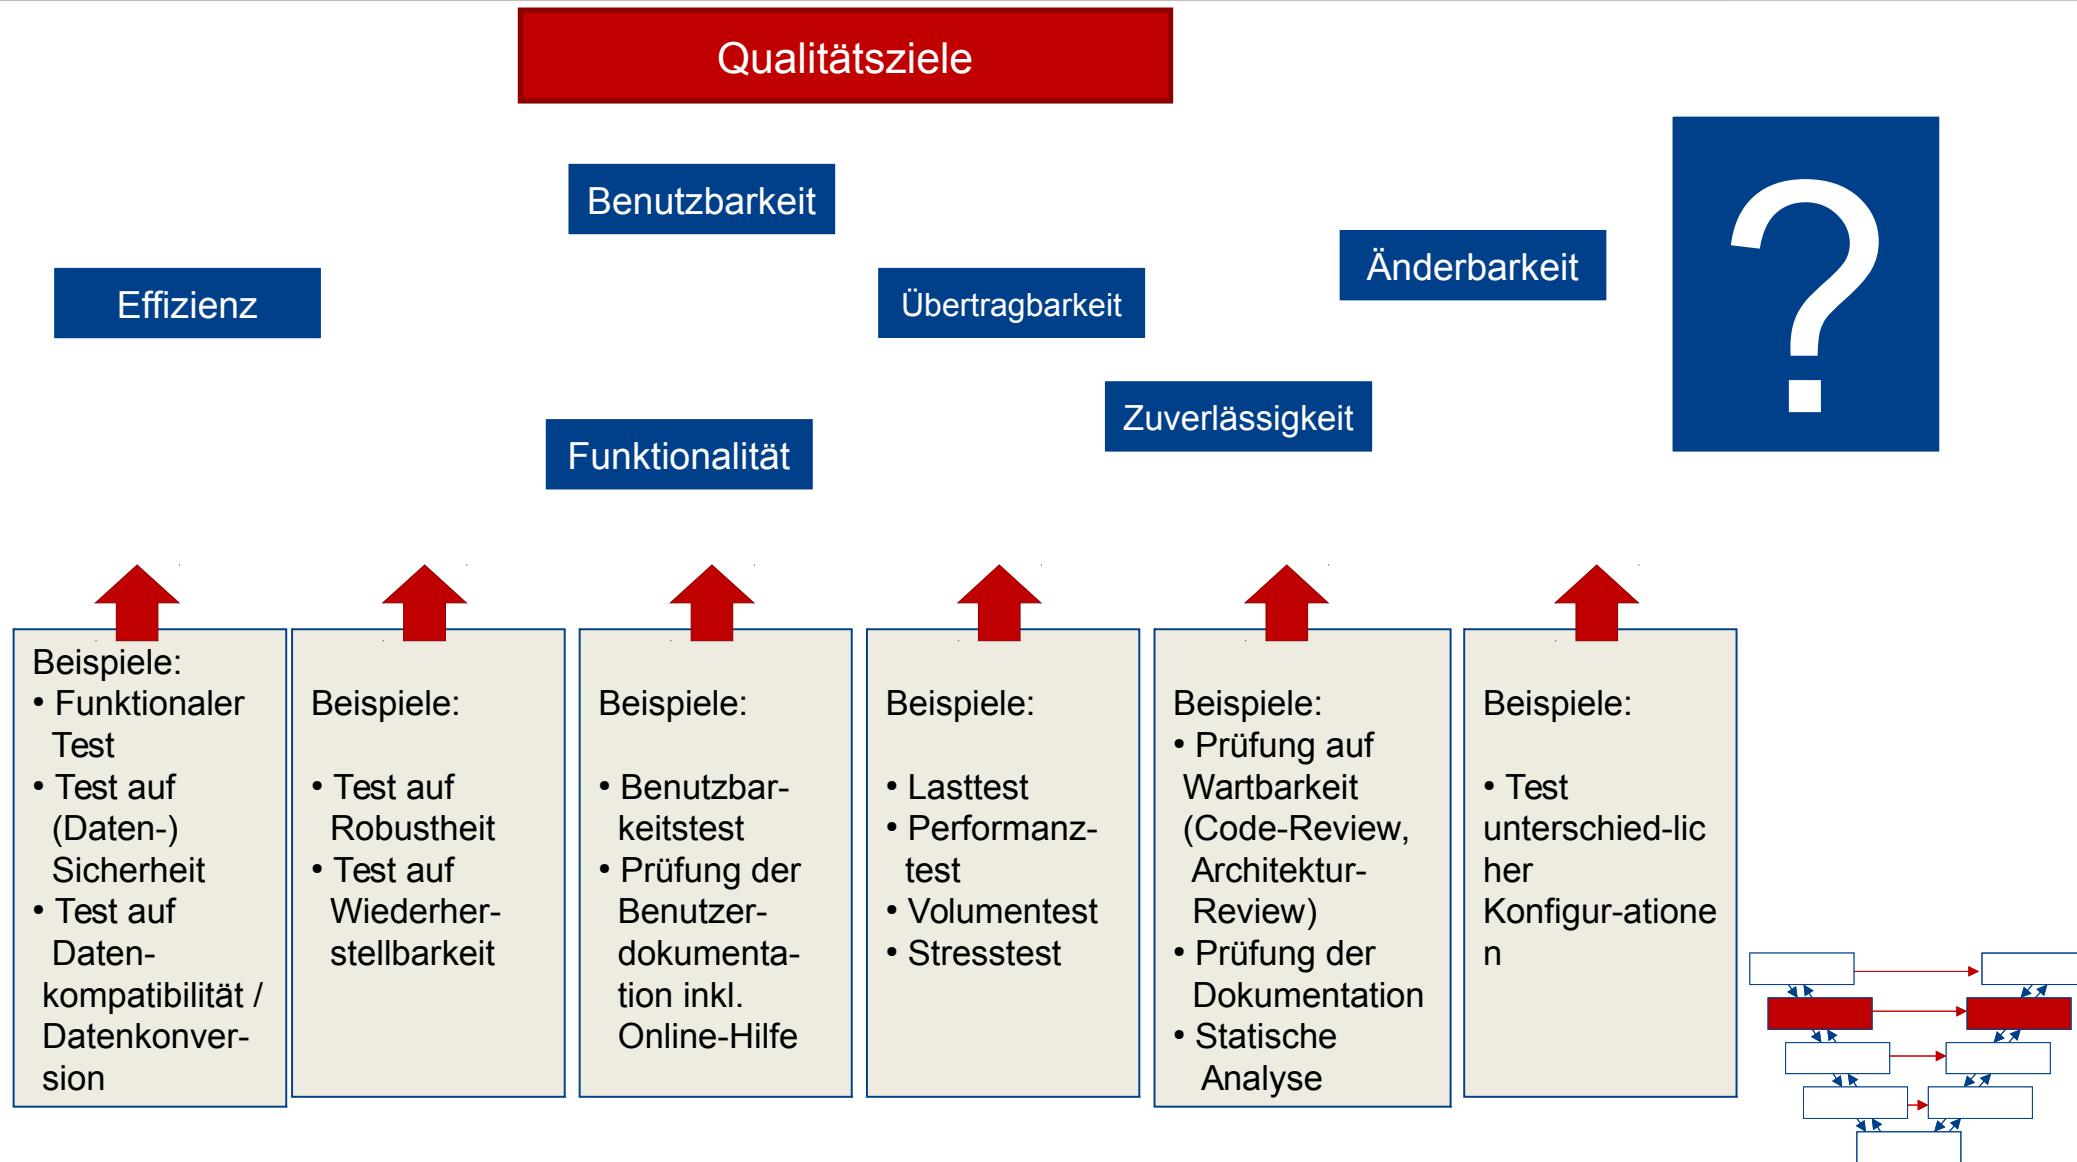 Qualitätsziele
Benutzbarkeit
?
Änderbarkeit
Effizienz
Übertragbarkeit
Zuverlässigkeit
Funktionalität
Beispiele:
• Funktionaler
Test
• Test auf
(Daten-)
Sicherheit
• Test auf
Daten-
kompatibilität /
Datenkonver-
sion
Beispiele:
• Test auf
Robustheit
• Test auf
Wiederher-
stellbarkeit
Beispiele:
• Benutzbar-
keitstest
• Prüfung der
Benutzer-
dokumenta-
tion inkl.
Online-Hilfe
Beispiele:
• Lasttest
• Performanz-
test
• Volumentest
• Stresstest
Beispiele:
• Prüfung auf
Wartbarkeit
(Code-Review,
Architektur-
Review)
• Prüfung der
Dokumentation
• Statische
Analyse
Beispiele:
• Test
unterschied-lic
her
Konfigur-atione
n